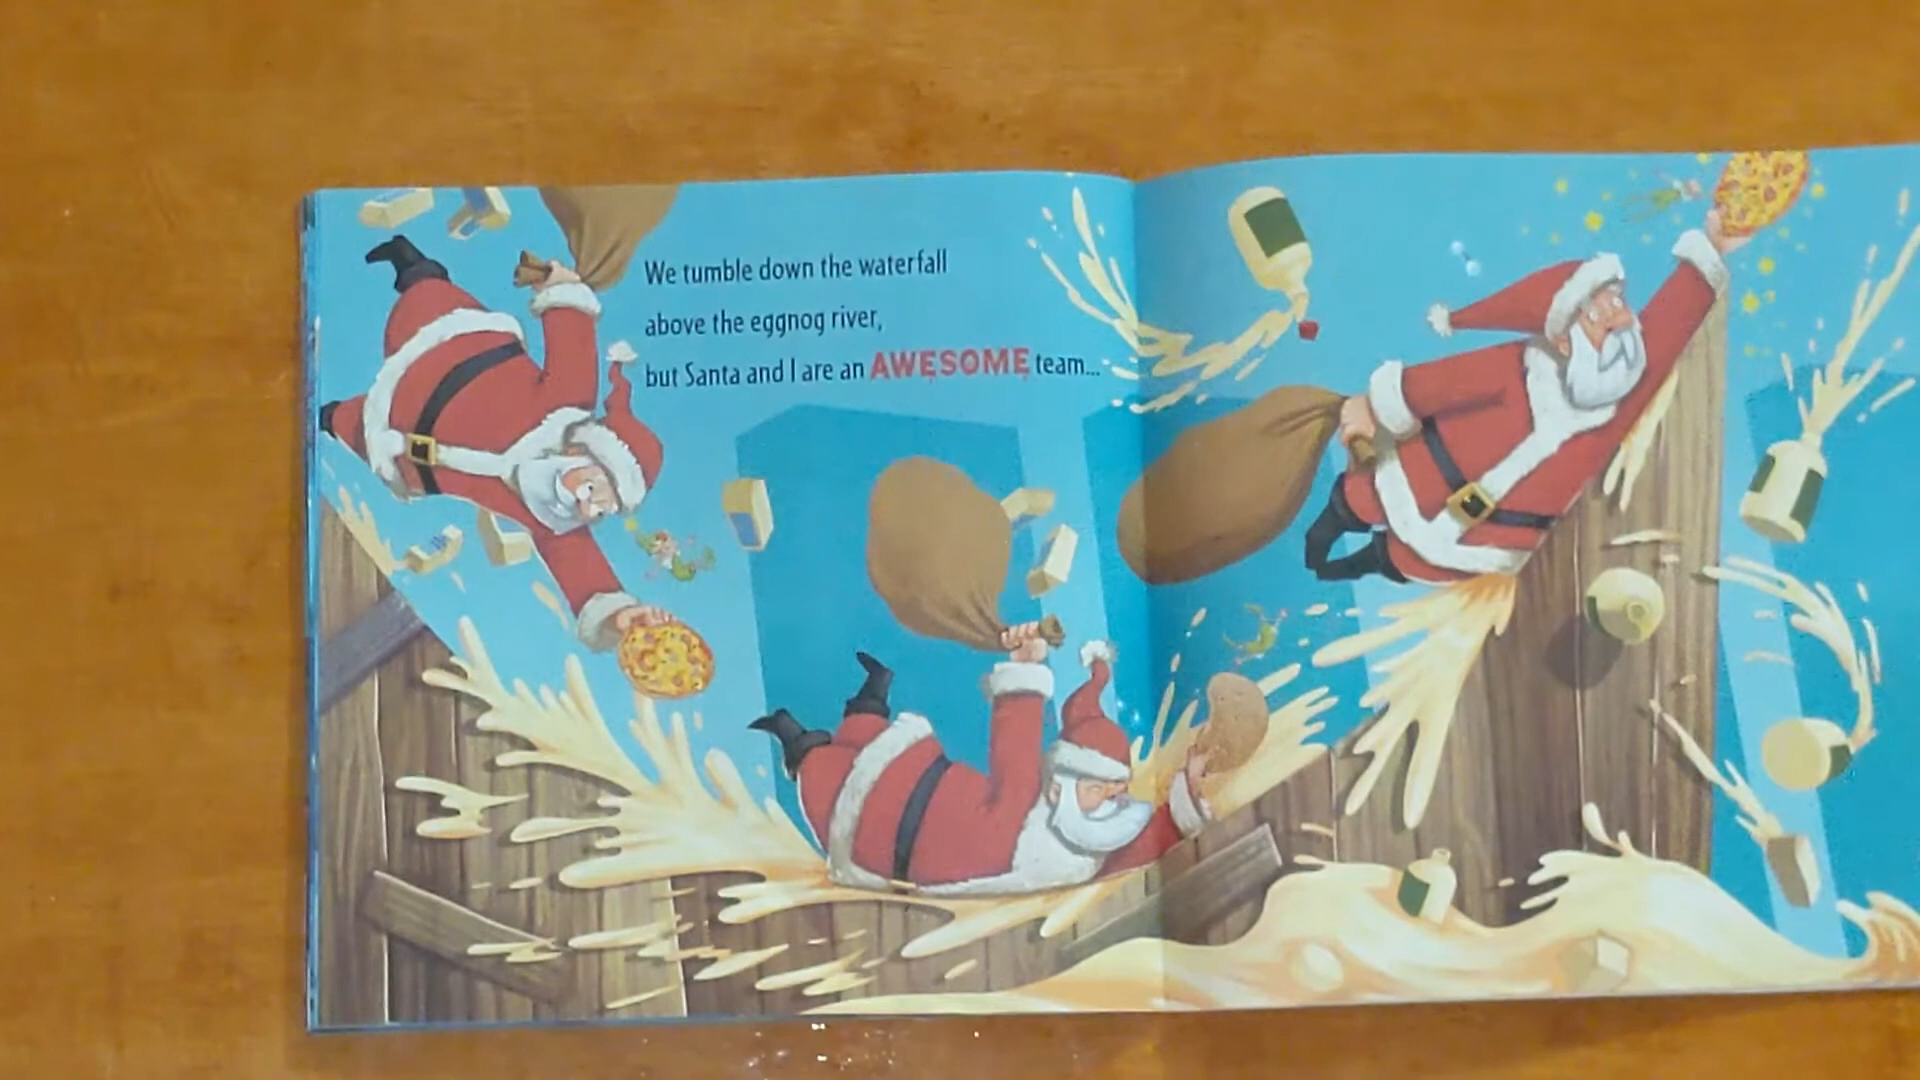 We tumble down the waterfall
above the eggnog river,
but Santa and I are an AWESOME team...